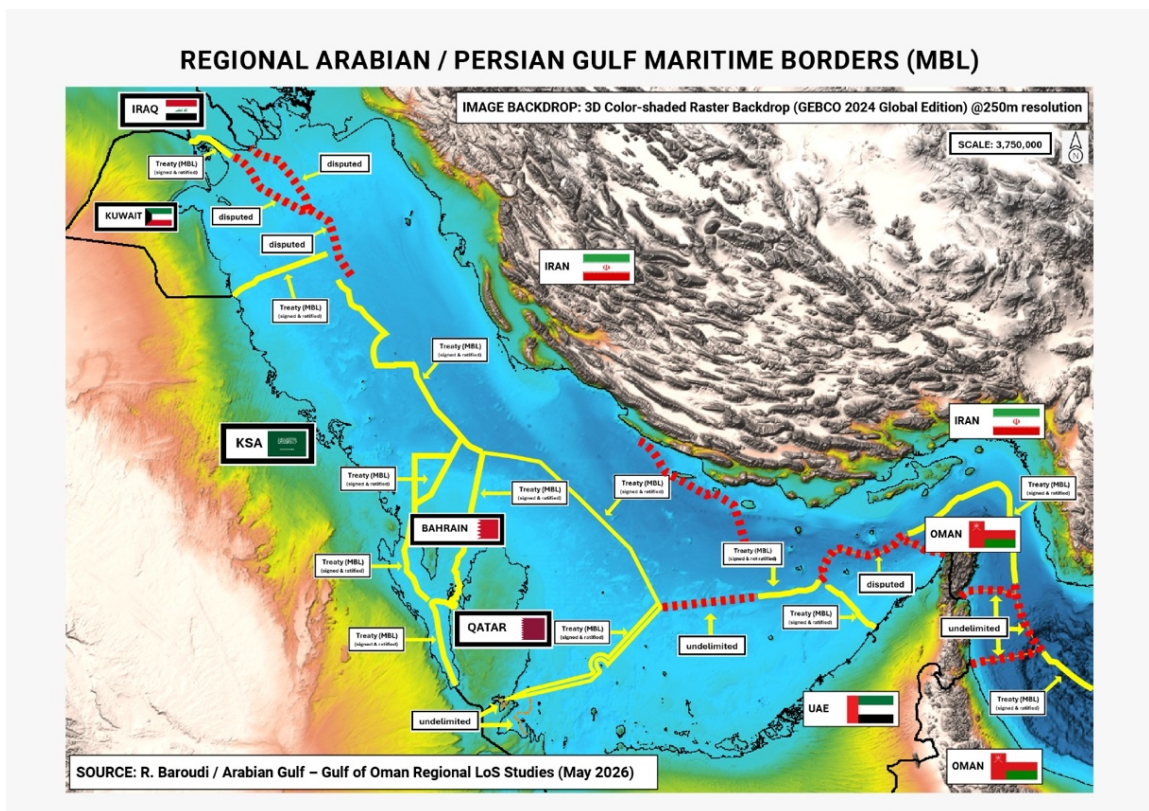 REGIONAL ARABIAN / PERSIAN GULF MARITIME BORDERS (MBL)
IMAGE BACKDROP: 3D Color-shaded Raster Backdrop (GEBCO 2024 Global Edition) @250m resolution
IRAQ
SCALE: 3,750,000
N
Treaty (MBL)
(signed & ratified)
disputed
KUWAIT
disputed
disputed
IRAN
Treaty (MBL)
(signed & ratified)
Treaty (MBL)
(signed & ratified)
IRAN
KSA
Treaty (MBL)
(signed & ratified)
Treaty (MBL)
(signed & ratified)
Treaty (MBL)
(signed & ratified)
Treaty (MBL)
(signed & ratified)
BAHRAIN
OMAN
Treaty (MBL)
(signed & not ratified)
Treaty (MBL)
(signed & ratified)
disputed
Treaty (MBL)
(signed & ratified)
QATAR
Treaty (MBL)
(signed & ratified)
Treaty (MBL)
(signed & ratified)
undelimited
undelimited
Treaty (MBL)
(signed & ratified)
UAE
undelimited
OMAN
SOURCE: R. Baroudi / Arabian Gulf – Gulf of Oman Regional LoS Studies (May 2026)